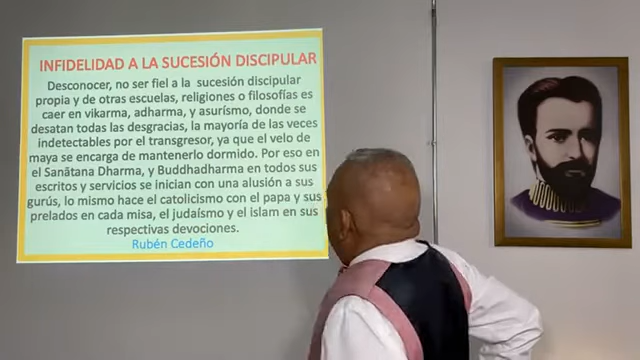 INFIDELIDAD A LA SUCESIÓN DISCIPULAR
Desconocer, no ser fiel a la sucesión discipular
propia y de otras escuelas, religiones o filosofías es
caer en vikarma, adharma, y asurísmo, donde se
desatan todas las desgracias, la mayoría de las veces
indetectables por el transgresor, ya que el velo de
maya se encarga de mantenerlo dormido. Por eso en
el Sanātana Dharma, y Buddhadharma en todos sus
escritos y servicios se inician con una alusión a sus
gurús, lo mismo hace el catolicismo con el papa y sus
prelados en cada misa, el judaísmo y el islam en sus
respectivas devociones.
Rubén Cedeño